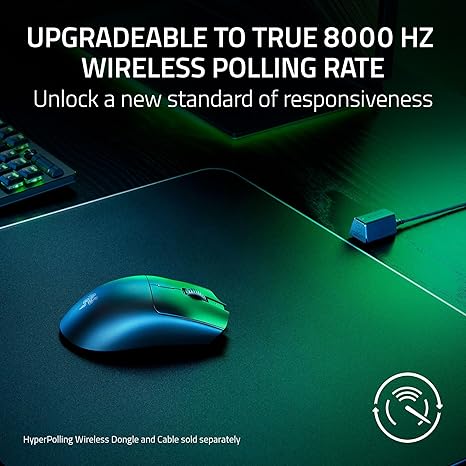 UPGRADEABLE TO TRUE 8000 HZ
WIRELESS POLLING RATE
Unlock a new standard of responsiveness
HyperPolling Wireless Dongle and Cable sold separately